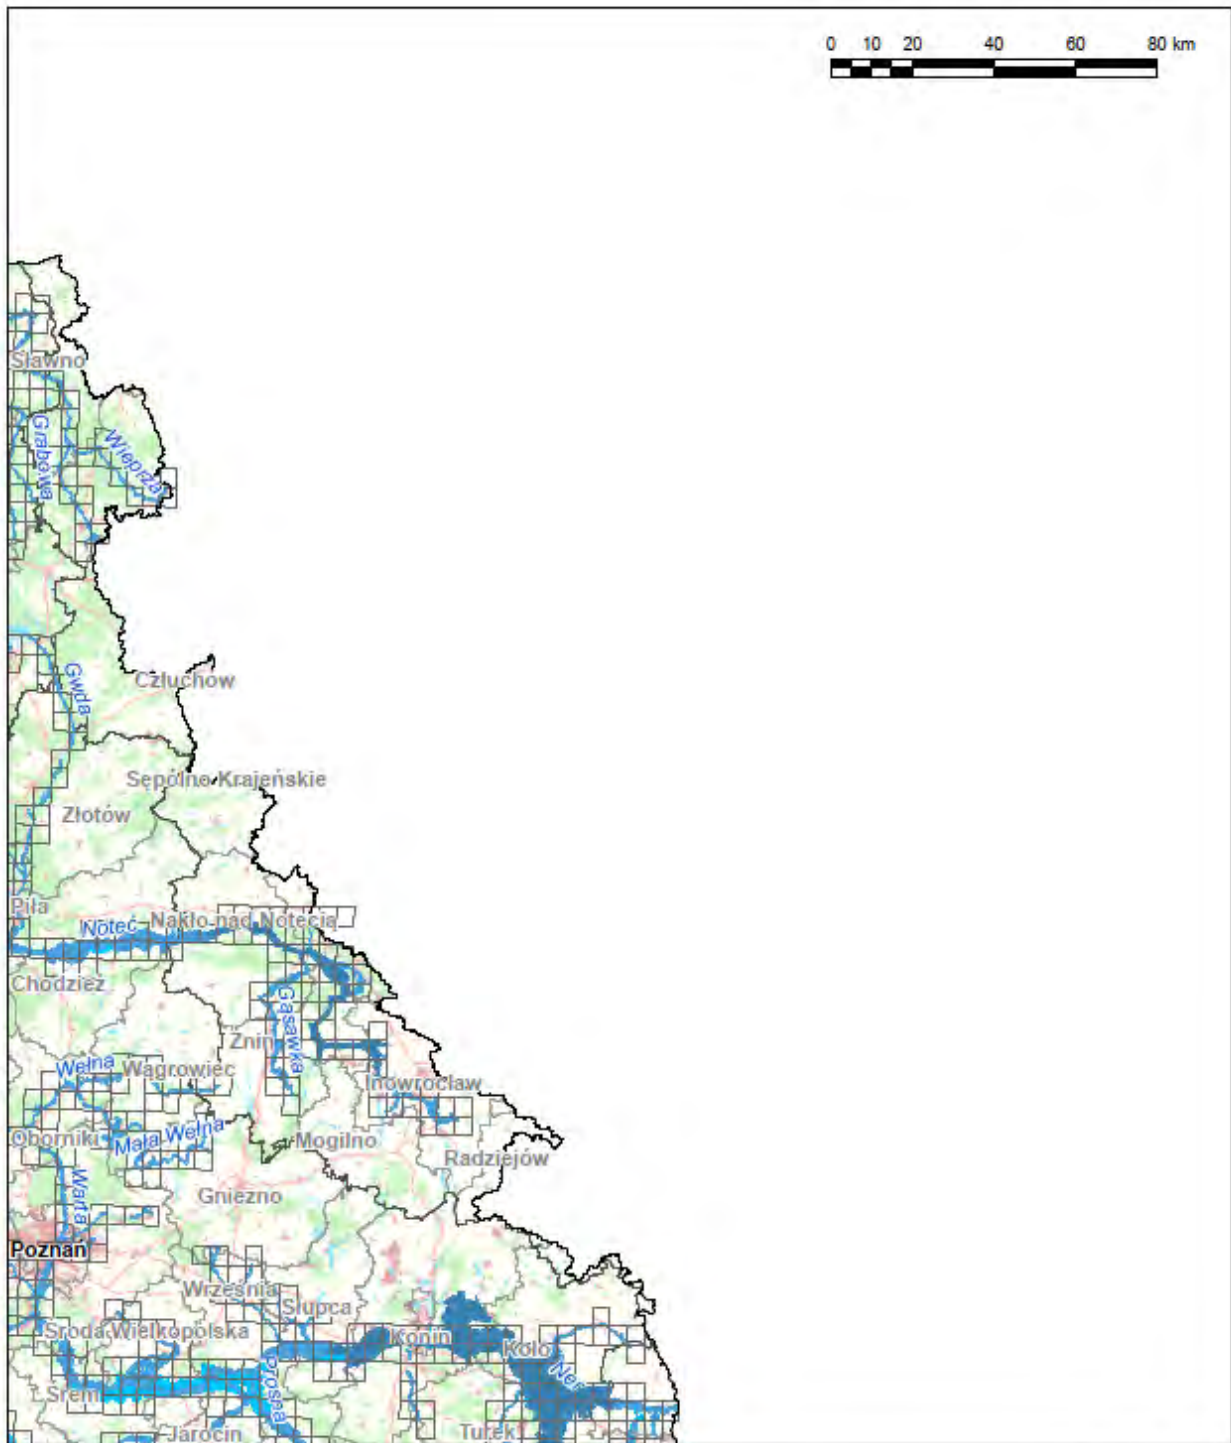 0 10 20 40 60 80 km
Sławno
Grabowa
Wieprza
Gwda
Człuchów
Sępólno Krajeńskie
Złotów
Piła
Noteć
Nakło nad Notecią
Chodzież
Gąsawka
Żnin
Wełna
Wągrowiec
Inowrocław
Oborniki
Mała Wełna
Mogilno
Radziejów
Warta
Gniezno
Poznań
Września
Słupca
Środa Wielkopolska
Konin
Koło
Ner
Śrem
Prosna
Jarocin
Turek